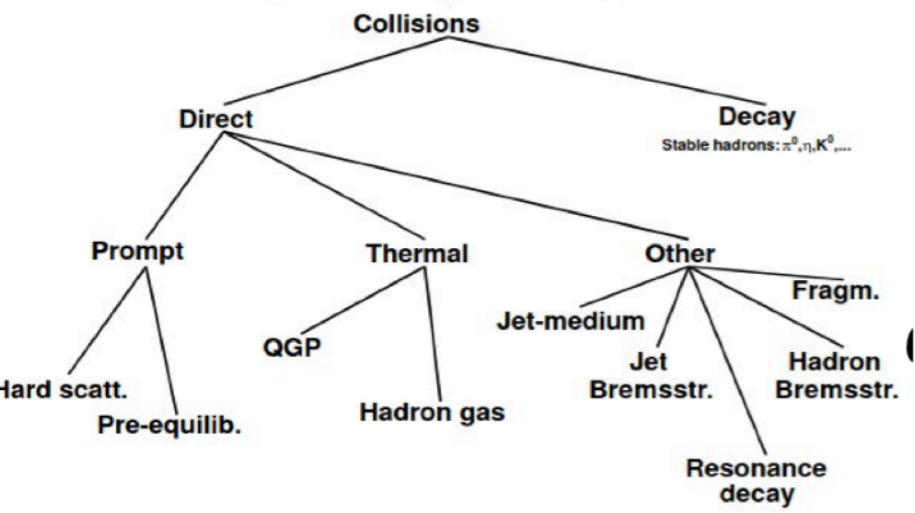 Collisions
Direct
Decay
Stable hadrons: π⁰,η,K⁰,...
Prompt
Thermal
Other
Fragm.
Jet-medium
QGP
Jet
Bremsstr.
Hadron
Bremsstr.
Hard scatt.
Hadron gas
Pre-equilib.
Resonance
decay